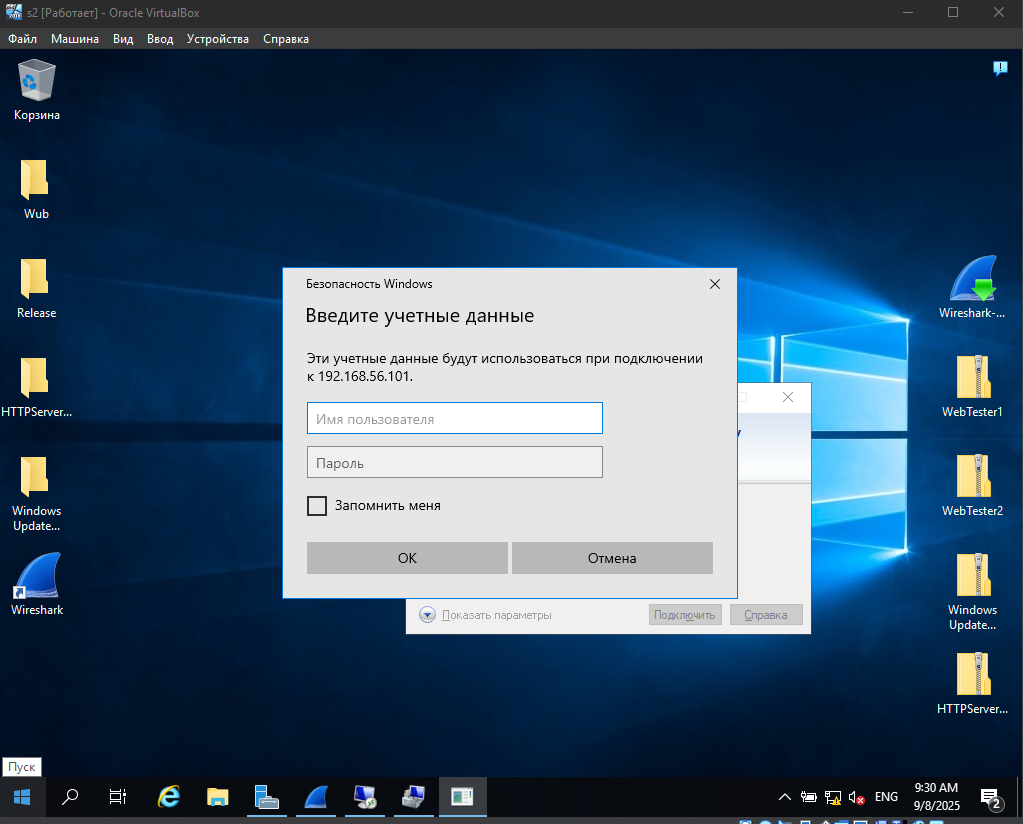 s2 [Работает] - Oracle VirtualBox
Файл Машина Вид Ввод Устройства Справка
Корзина
Wub
Release
HTTPServer...
Windows
Update...
Wireshark
Wireshark-...
WebTester1
WebTester2
Windows
Update...
HTTPServer...
Безопасность Windows
Введите учетные данные
Эти учетные данные будут использоваться при подключении
к 192.168.56.101.
Имя пользователя
Пароль
Запомнить меня
ОК Отмена
Показать параметры Подключить Справка
Пуск
ENG
9:30 AM
9/8/2025
2